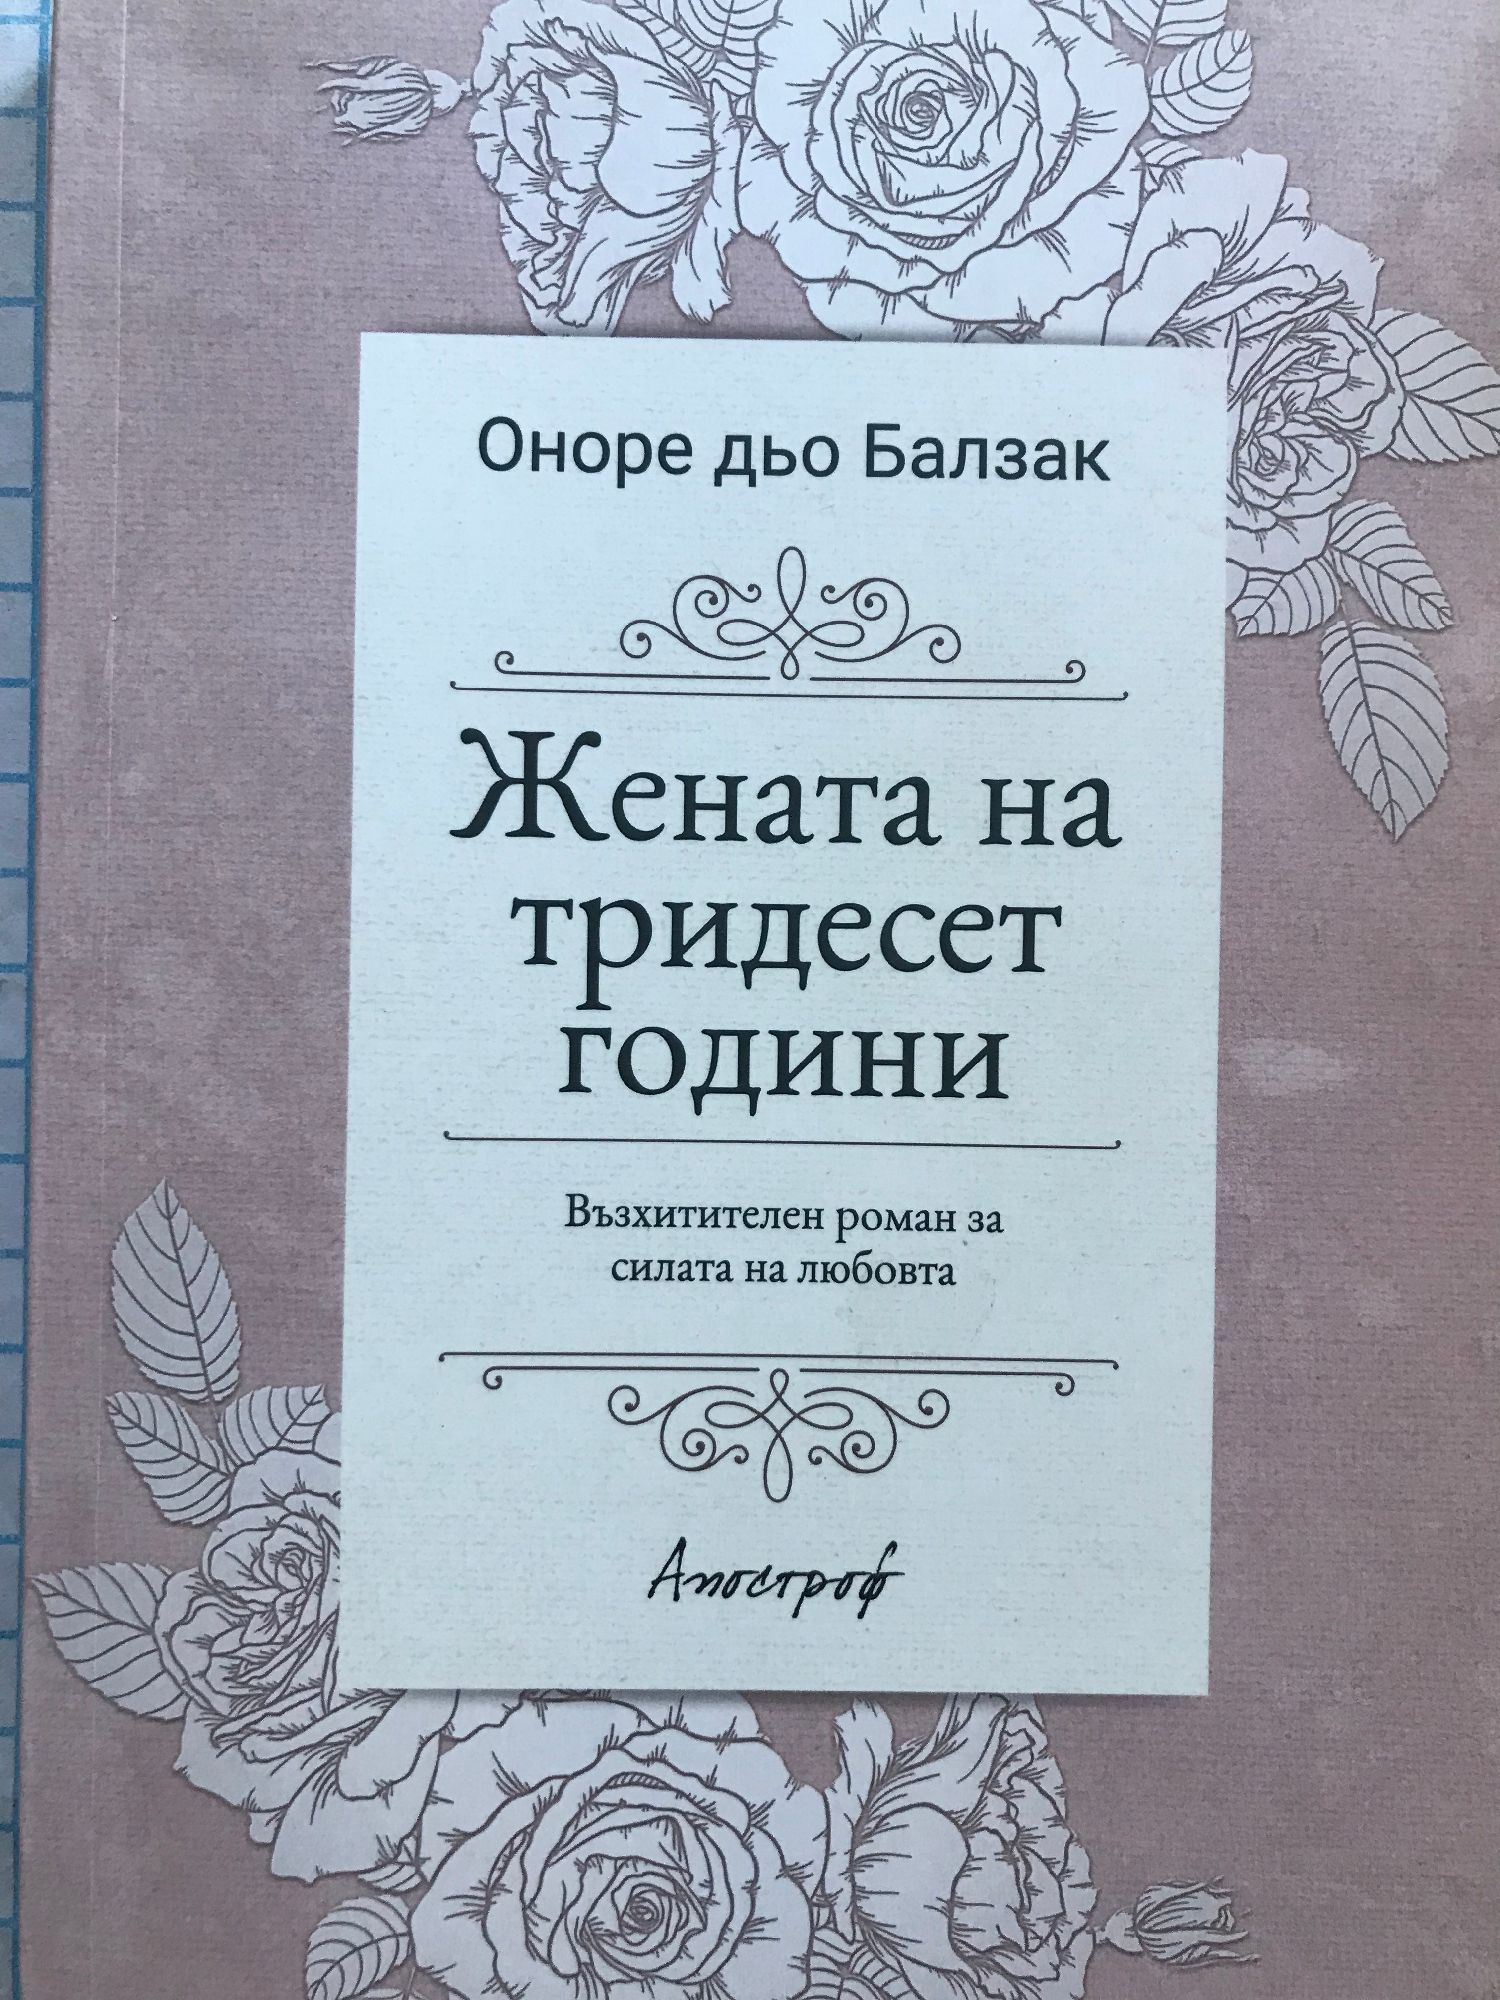 Оноре дьо Балзак
Жената на
тридесет
години
Възхитителен роман за
силата на любовта
Апостроф